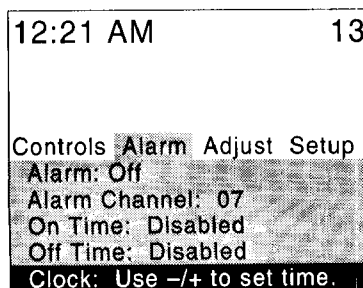 12:21 AM 13
Controls Alarm Adjust Setup
Alarm: Off
Alarm Channel: 07
On Time: Disabled
Off Time: Disabled
Clock: Use –/+ to set time.